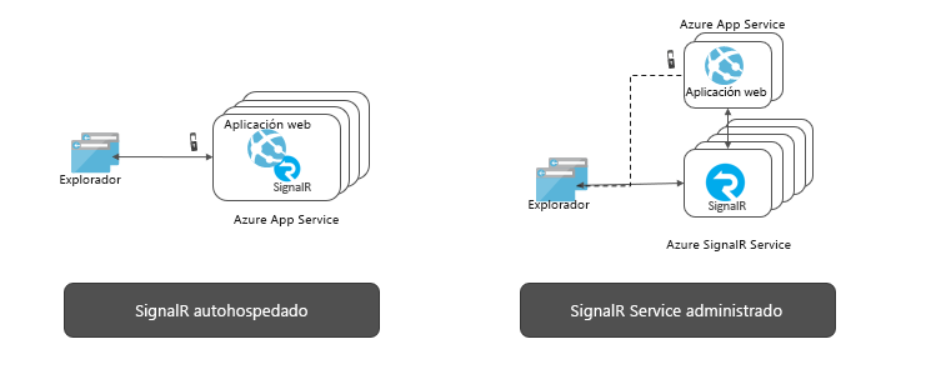 Aplicación web
Explorador
SignalR
Azure App Service
SignalR autohospedado
Azure App Service
Aplicación web
Explorador
SignalR
Azure SignalR Service
SignalR Service administrado